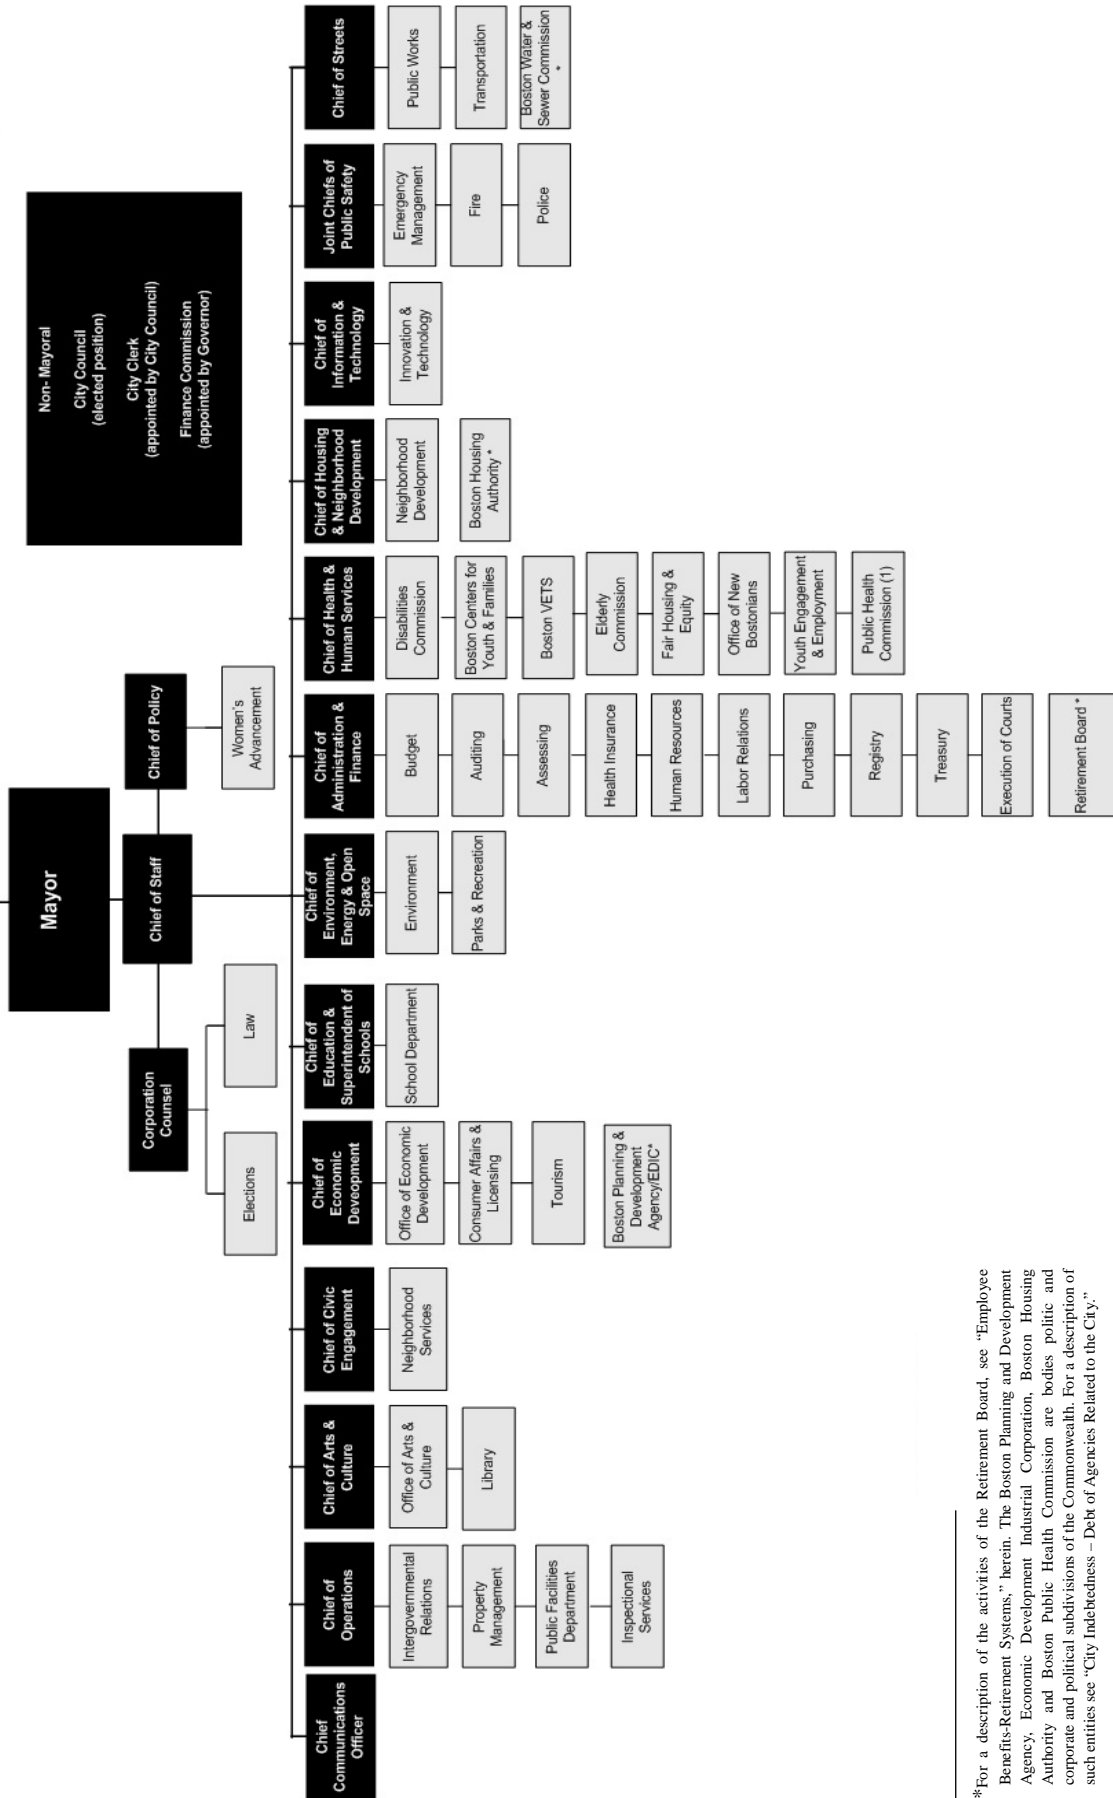 Mayor
Non- Mayoral
City Council
(elected position)
City Clerk
(appointed by City Council)
Finance Commission
(appointed by Governor)
Corporation
Counsel
Chief of Staff
Chief of Policy
Elections
Law
Women's
Advancement
Chief
Communications
Officer
Chief of
Operations
Intergovernmental
Relations
Property
Management
Public Facilities
Department
Inspectional
Services
Chief of Arts &
Culture
Office of Arts &
Culture
Library
Chief of Civic
Engagement
Neighborhood
Services
Chief of
Economic
Deveopment
Office of Economic
Development
Consumer Affairs &
Licensing
Tourism
Boston Planning &
Development
Agency/EDIC*
Chief of
Education &
Superintendent of
Schools
School Department
Chief of
Environment,
Energy & Open
Space
Environment
Parks & Recreation
Chief of
Administration &
Finance
Budget
Auditing
Assessing
Health Insurance
Human Resources
Labor Relations
Purchasing
Registry
Treasury
Execution of Courts
Retirement Board *
Chief of Health &
Human Services
Disabilities
Commission
Boston Centers for
Youth & Families
Boston VETS
Elderly
Commission
Fair Housing &
Equity
Office of New
Bostonians
Youth Engagement
& Employment
Public Health
Commission (1)
Chief of Housing
& Neighborhood
Development
Neighborhood
Development
Boston Housing
Authority *
Chief of
Information &
Technology
Innovation &
Technology
Joint Chiefs of
Public Safety
Emergency
Management
Fire
Police
Chief of Streets
Public Works
Transportation
Boston Water &
Sewer Commission
*
*For a description of the activities of the Retirement Board, see “Employee
Benefits-Retirement Systems,” herein. The Boston Planning and Development
Agency, Economic Development Industrial Corporation, Boston Housing
Authority and Boston Public Health Commission are bodies politic and
corporate and political subdivisions of the Commonwealth. For a description of
such entities see “City Indebtedness – Debt of Agencies Related to the City.”